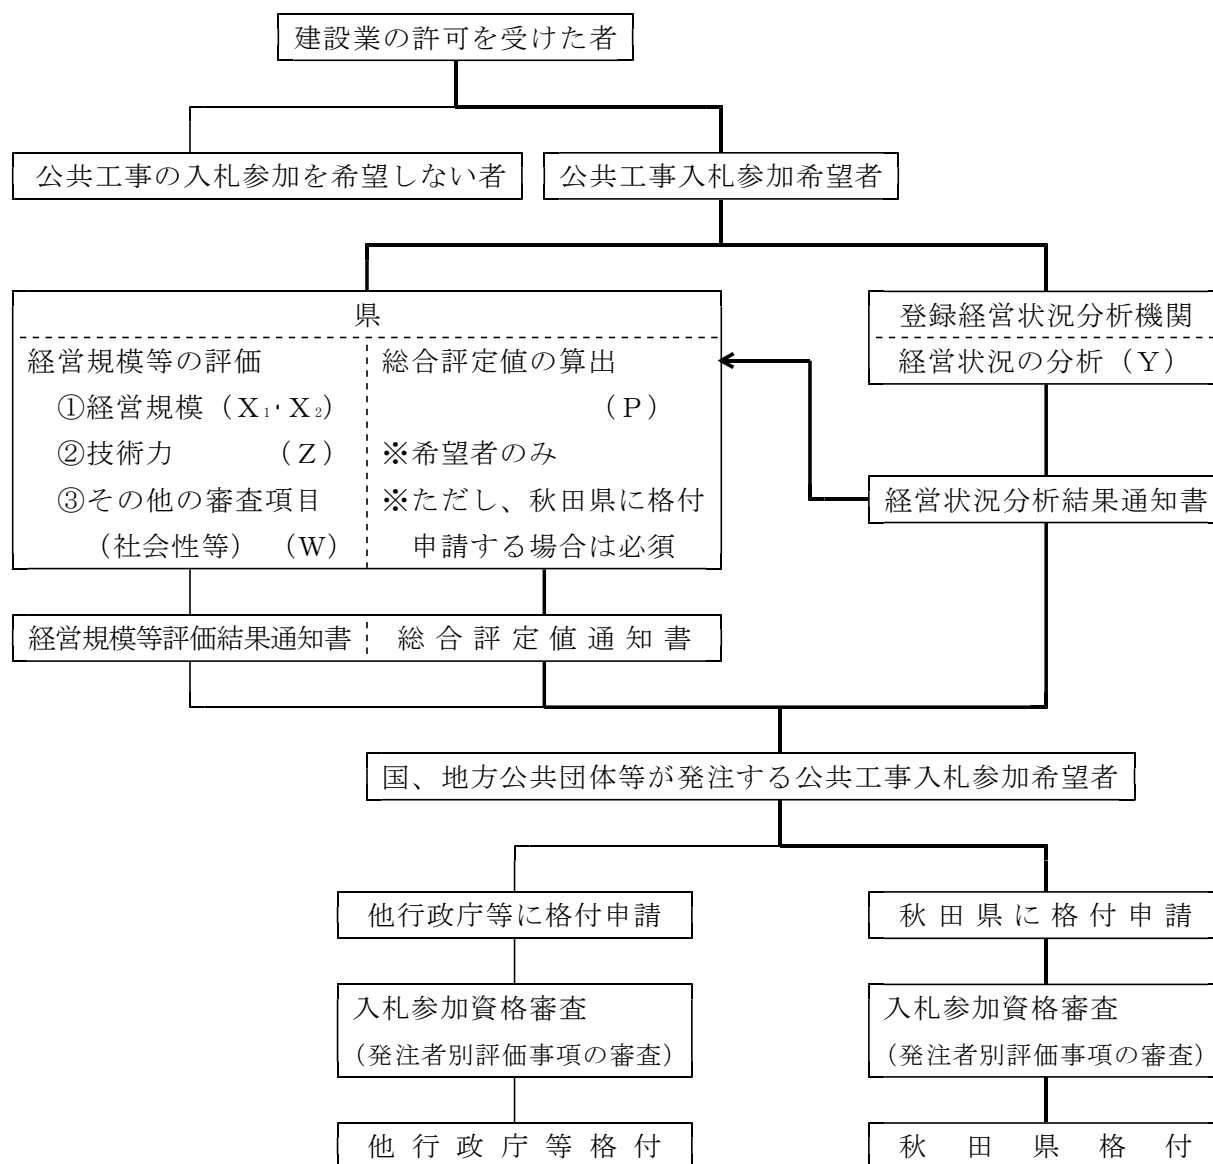 建設業の許可を受けた者
公共工事の入札参加を希望しない者
公共工事入札参加希望者
県
経営規模等の評価
①経営規模（Ｘ₁・Ｘ₂）
②技術力　（Ｚ）
③その他の審査項目
（社会性等）（Ｗ）
総合評定値の算出
（Ｐ）
※希望者のみ
※ただし、秋田県に格付
申請する場合は必須
登録経営状況分析機関
経営状況の分析（Ｙ）
経営状況分析結果通知書
経営規模等評価結果通知書
総合評定値通知書
国、地方公共団体等が発注する公共工事入札参加希望者
他行政庁等に格付申請
秋田県に格付申請
入札参加資格審査
（発注者別評価事項の審査）
入札参加資格審査
（発注者別評価事項の審査）
他行政庁等格付
秋田県格付